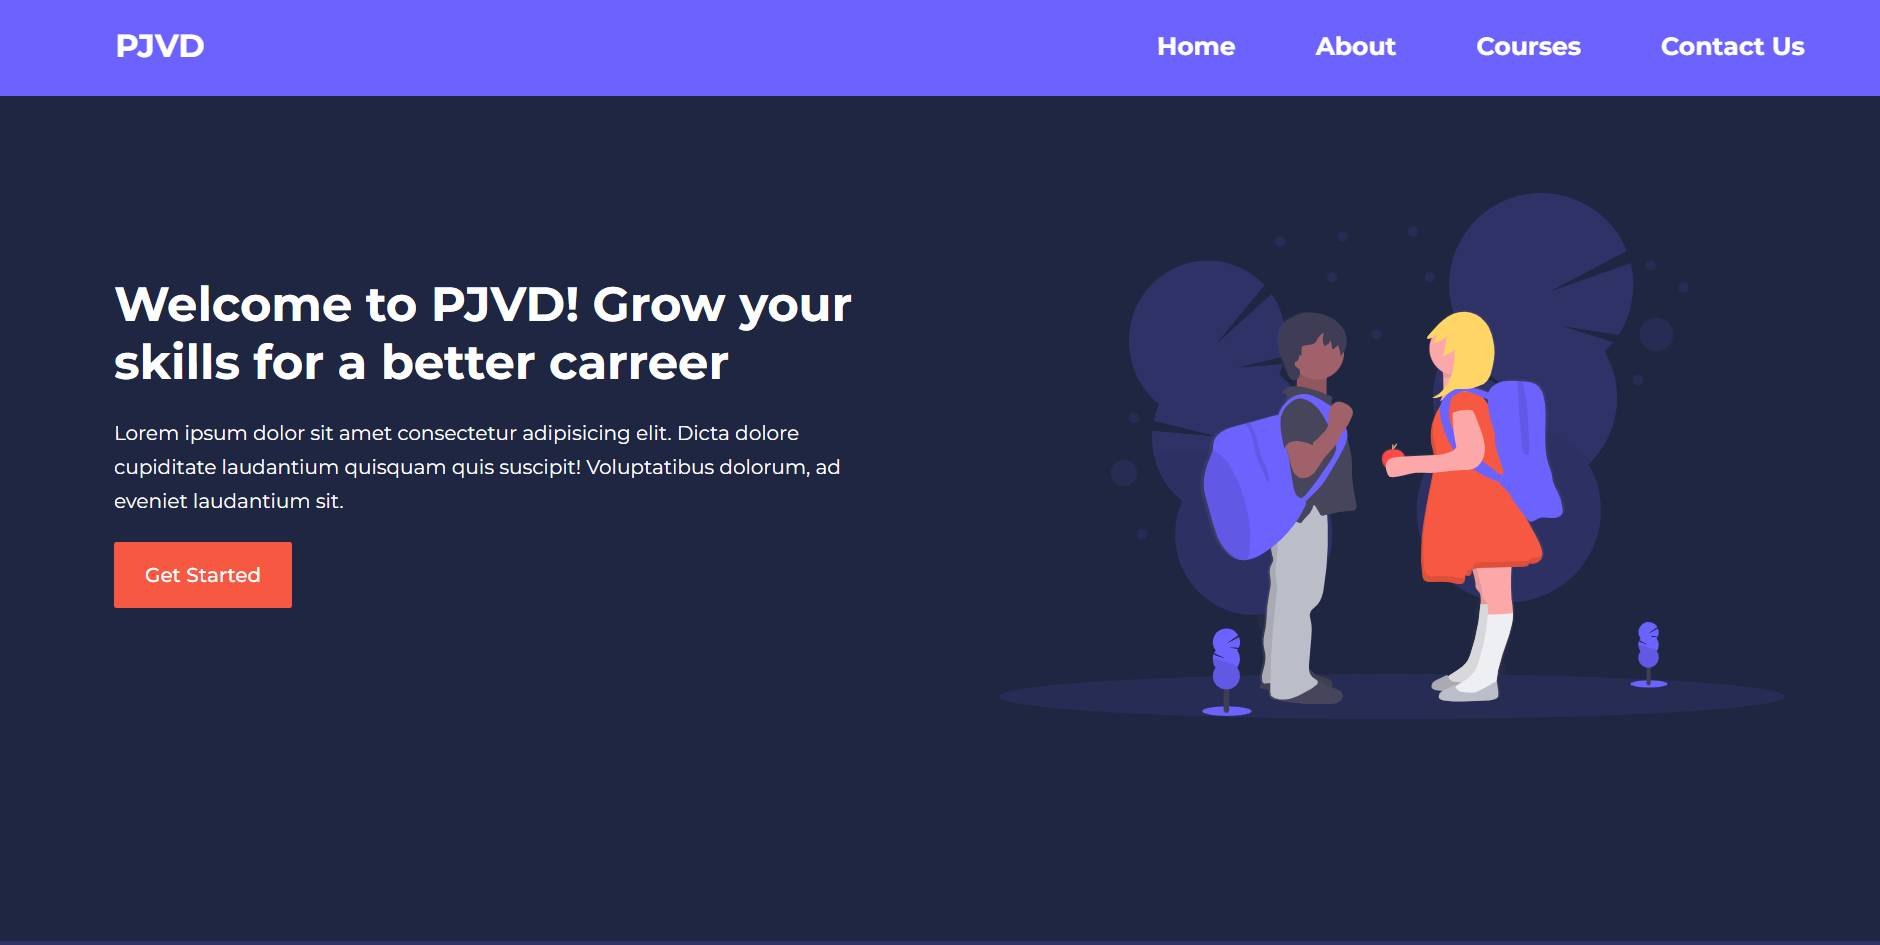 PJVD
Home
About
Courses
Contact Us
Welcome to PJVD! Grow your
skills for a better carreer
Lorem ipsum dolor sit amet consectetur adipisicing elit. Dicta dolore
cupiditate laudantium quisquam quis suscipit! Voluptatibus dolorum, ad
eveniet laudantium sit.
Get Started